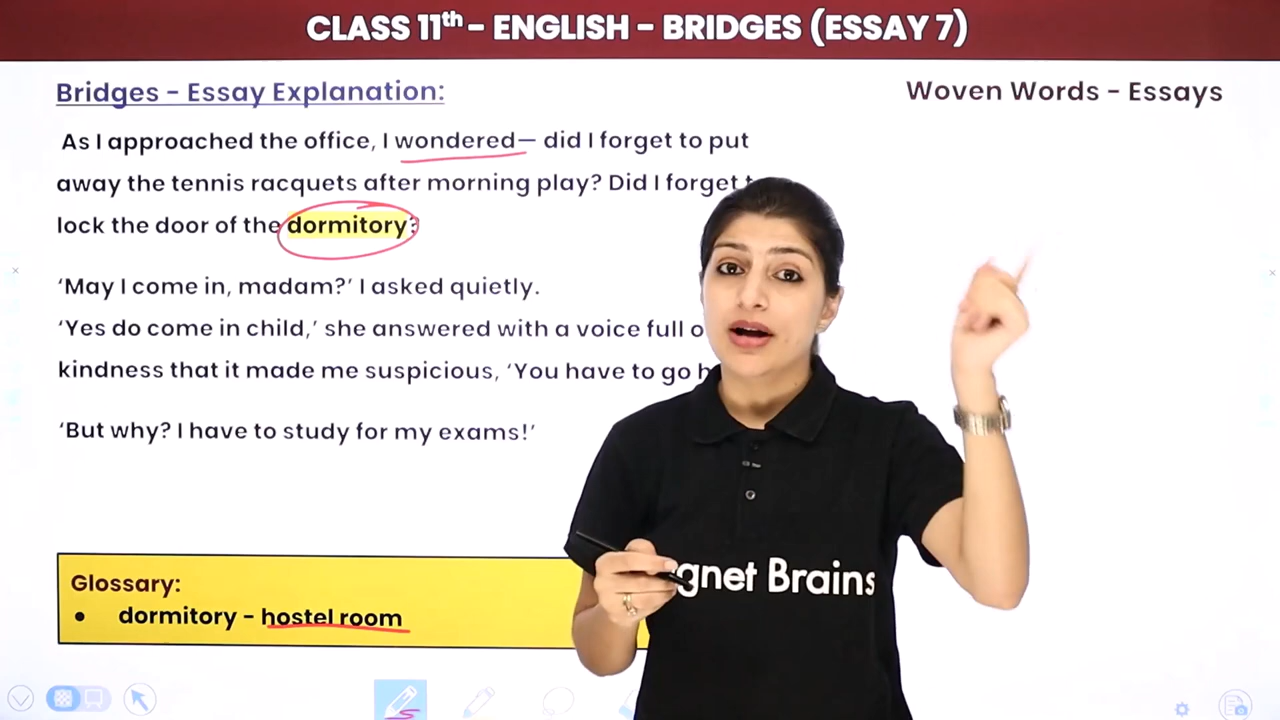 CLASS 11th - ENGLISH - BRIDGES (ESSAY 7)
Bridges - Essay Explanation:
Woven Words - Essays
As I approached the office, I wondered— did I forget to put
away the tennis racquets after morning play? Did I forget
lock the door of the dormitory?
‘May I come in, madam?’ I asked quietly.
‘Yes do come in child,’ she answered with a voice full
kindness that it made me suspicious, ‘You have to go
‘But why? I have to study for my exams!’
Glossary:
• dormitory - hostel room
gnet Brains